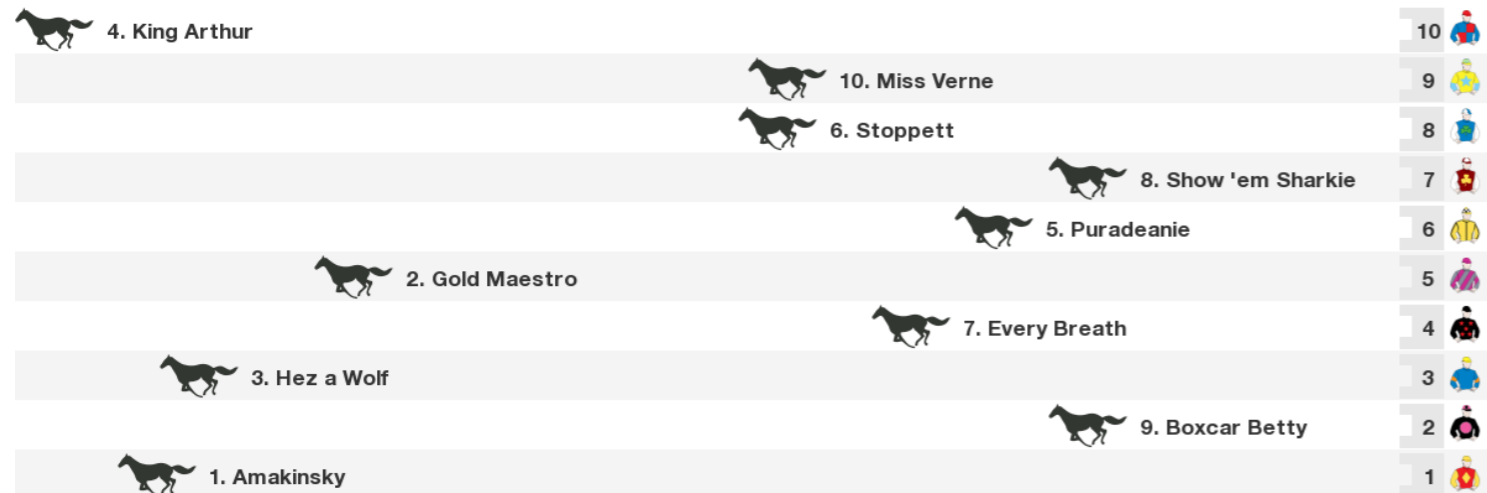 4. King Arthur 10
10. Miss Verne 9
6. Stoppett 8
8. Show 'em Sharkie 7
5. Puradeanie 6
2. Gold Maestro 5
7. Every Breath 4
3. Hez a Wolf 3
9. Boxcar Betty 2
1. Amakinsky 1